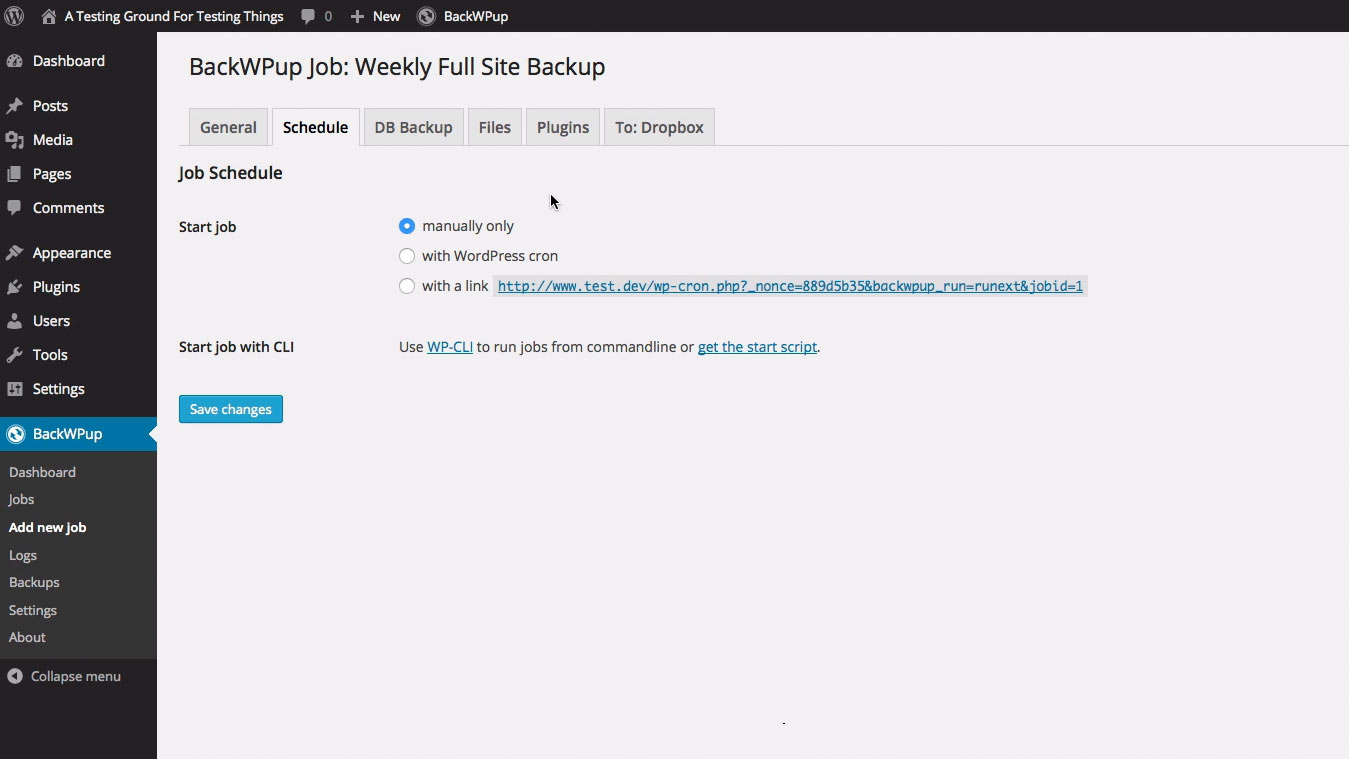 A Testing Ground For Testing Things 0 New BackWPup
Dashboard
Posts
Media
Pages
Comments
Appearance
Plugins
Users
Tools
Settings
BackWPup
Dashboard
Jobs
Add new job
Logs
Backups
Settings
About
Collapse menu
BackWPup Job: Weekly Full Site Backup
General Schedule DB Backup Files Plugins To: Dropbox
Job Schedule
Start job
manually only
with WordPress cron
with a link http://www.test.dev/wp-cron.php?_nonce=889d5b35&backwpup_run=runext&jobid=1
Start job with CLI
Use WP-CLI to run jobs from commandline or get the start script.
Save changes